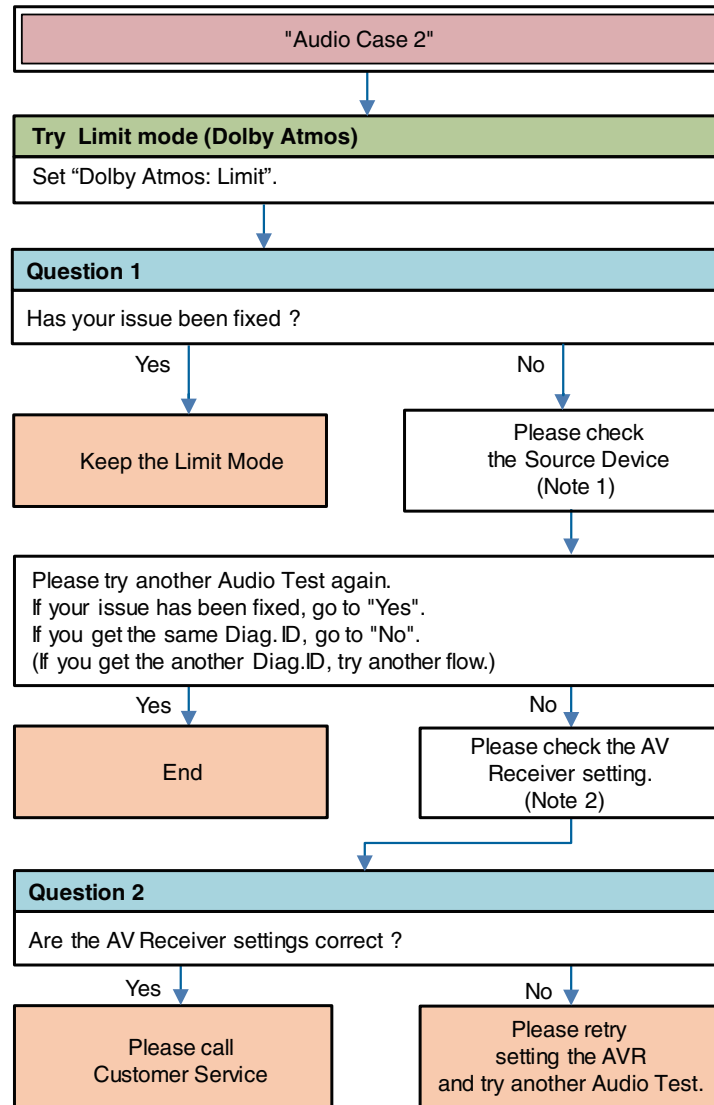 "Audio Case 2"
Try Limit mode (Dolby Atmos)
Set “Dolby Atmos: Limit”.
Question 1
Has your issue been fixed ?
Yes
No
Keep the Limit Mode
Please check
the Source Device
(Note 1)
Please try another Audio Test again.
If your issue has been fixed, go to "Yes".
If you get the same Diag. ID, go to "No".
(If you get the another Diag.ID, try another flow.)
Yes
No
End
Please check the AV
Receiver setting.
(Note 2)
Question 2
Are the AV Receiver settings correct ?
Yes
No
Please call
Customer Service
Please retry
setting the AVR
and try another Audio Test.